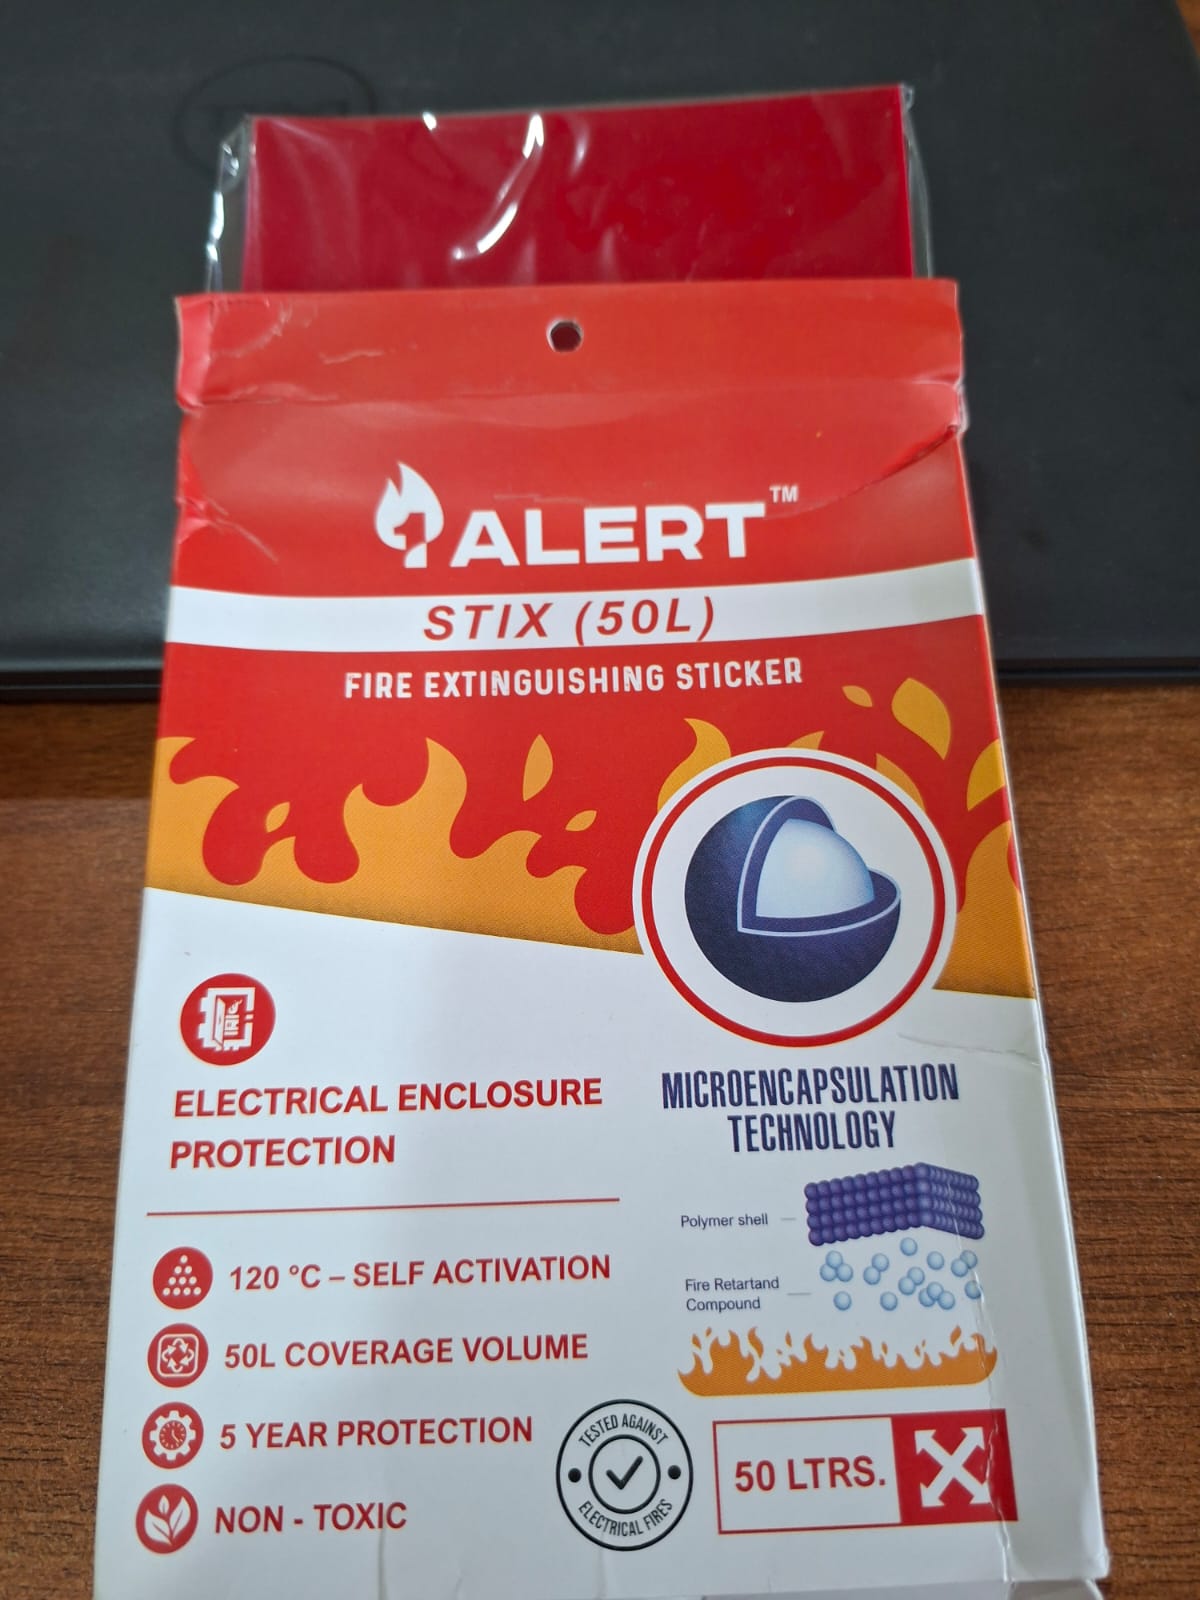 ALERT™
STIX (50L)
FIRE EXTINGUISHING STICKER
ELECTRICAL ENCLOSURE
PROTECTION
120 °C – SELF ACTIVATION
50L COVERAGE VOLUME
5 YEAR PROTECTION
NON - TOXIC
MICROENCAPSULATION
TECHNOLOGY
Polymer shell
Fire Retartand
Compound
TESTED AGAINST
ELECTRICAL FIRES
50 LTRS.